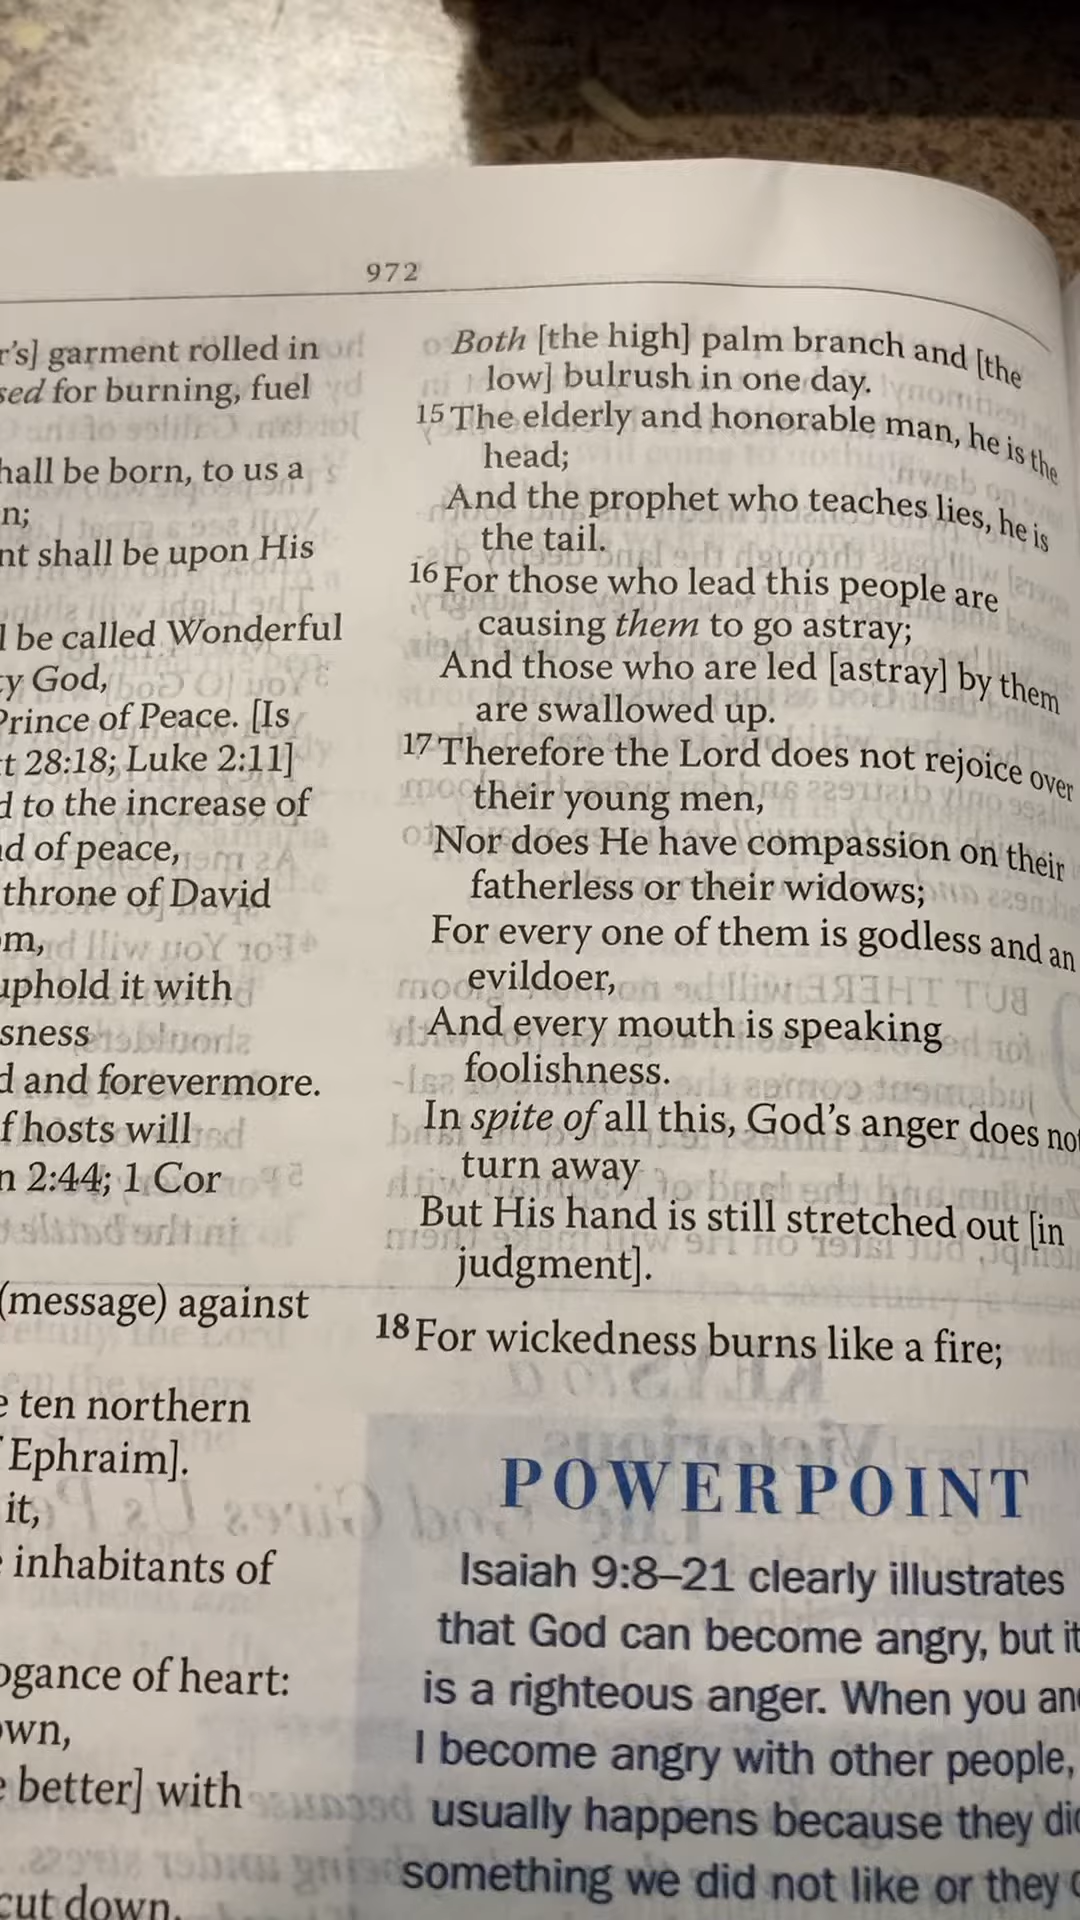 972
r's] garment rolled in
sed for burning, fuel
hall be born, to us a
n;
nt shall be upon His
l be called Wonderful
ty God,
Prince of Peace. [Is
t 28:18; Luke 2:11]
d to the increase of
nd of peace,
throne of David
om,
uphold it with
sness
d and forevermore.
f hosts will
n 2:44; 1 Cor
(message) against
e ten northern
Ephraim].
it,
inhabitants of
ogance of heart:
own,
e better] with
cut down.
Both [the high] palm branch and [the
low] bulrush in one day.
15 The elderly and honorable man, he is the
head;
And the prophet who teaches lies, he is
the tail.
16 For those who lead this people are
causing them to go astray;
And those who are led [astray] by them
are swallowed up.
17 Therefore the Lord does not rejoice over
their young men,
Nor does He have compassion on their
fatherless or their widows;
For every one of them is godless and an
evildoer,
And every mouth is speaking
foolishness.
In spite of all this, God's anger does not
turn away
But His hand is still stretched out [in
judgment].
18 For wickedness burns like a fire;
POWERPOINT
Isaiah 9:8–21 clearly illustrates
that God can become angry, but it
is a righteous anger. When you and
I become angry with other people,
usually happens because they did
something we did not like or they